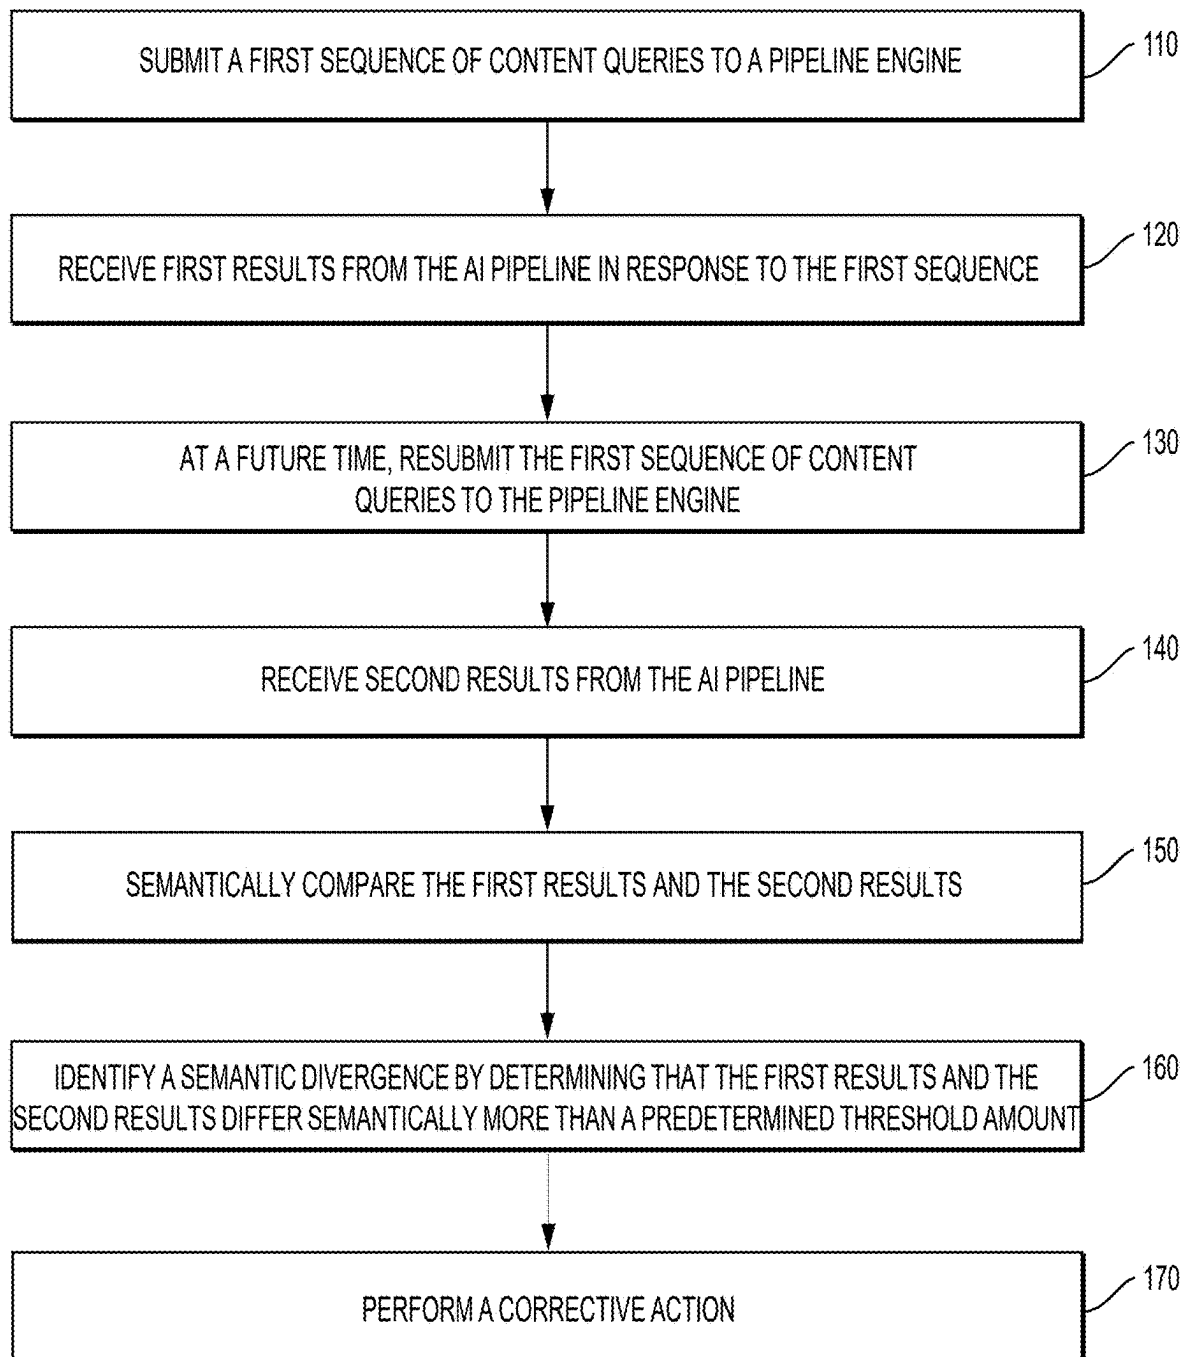 SUBMIT A FIRST SEQUENCE OF CONTENT QUERIES TO A PIPELINE ENGINE
110
RECEIVE FIRST RESULTS FROM THE AI PIPELINE IN RESPONSE TO THE FIRST SEQUENCE
120
AT A FUTURE TIME, RESUBMIT THE FIRST SEQUENCE OF CONTENT
QUERIES TO THE PIPELINE ENGINE
130
RECEIVE SECOND RESULTS FROM THE AI PIPELINE
140
SEMANTICALLY COMPARE THE FIRST RESULTS AND THE SECOND RESULTS
150
IDENTIFY A SEMANTIC DIVERGENCE BY DETERMINING THAT THE FIRST RESULTS AND THE
SECOND RESULTS DIFFER SEMANTICALLY MORE THAN A PREDETERMINED THRESHOLD AMOUNT
160
PERFORM A CORRECTIVE ACTION
170